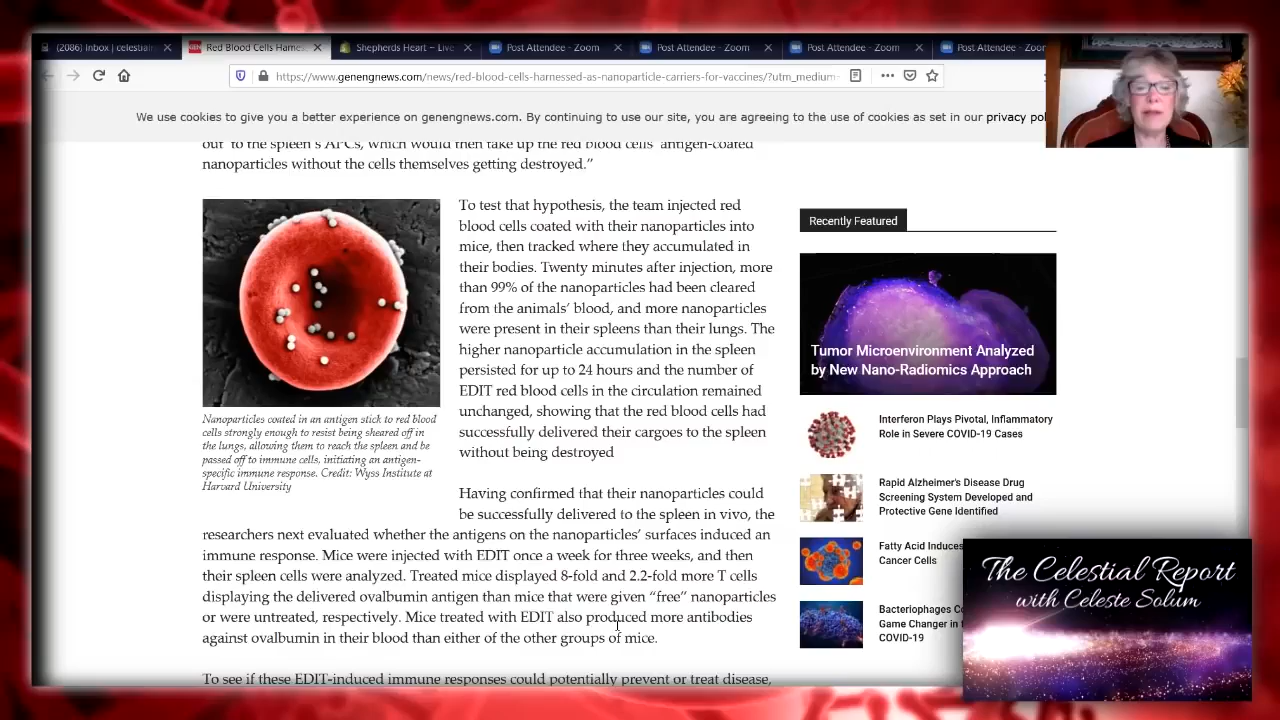 (2086) Inbox | celestial
Red Blood Cells Harnes
Shepherds Heart – Live
Post Attendee - Zoom
Post Attendee - Zoom
Post Attendee - Zoom
Post Attendee - Zoom
https://www.genengnews.com/news/red-blood-cells-harnessed-as-nanoparticle-carriers-for-vaccines/?utm_medium=
We use cookies to give you a better experience on genengnews.com. By continuing to use our site, you are agreeing to the use of cookies as set in our privacy pol
out" to the spleen's APCs, which would then take up the red blood cells' antigen-coated
nanoparticles without the cells themselves getting destroyed."
To test that hypothesis, the team injected red
blood cells coated with their nanoparticles into
mice, then tracked where they accumulated in
their bodies. Twenty minutes after injection, more
than 99% of the nanoparticles had been cleared
from the animals' blood, and more nanoparticles
were present in their spleens than their lungs. The
higher nanoparticle accumulation in the spleen
persisted for up to 24 hours and the number of
EDIT red blood cells in the circulation remained
unchanged, showing that the red blood cells had
successfully delivered their cargoes to the spleen
without being destroyed
Nanoparticles coated in an antigen stick to red blood
cells strongly enough to resist being sheared off in
the lungs, allowing them to reach the spleen and be
passed off to immune cells, initiating an antigen-
specific immune response. Credit: Wyss Institute at
Harvard University
Having confirmed that their nanoparticles could
be successfully delivered to the spleen in vivo, the
researchers next evaluated whether the antigens on the nanoparticles' surfaces induced an
immune response. Mice were injected with EDIT once a week for three weeks, and then
their spleen cells were analyzed. Treated mice displayed 8-fold and 2.2-fold more T cells
displaying the delivered ovalbumin antigen than mice that were given "free" nanoparticles
or were untreated, respectively. Mice treated with EDIT also produced more antibodies
against ovalbumin in their blood than either of the other groups of mice.
To see if these EDIT-induced immune responses could potentially prevent or treat disease,
Recently Featured
Tumor Microenvironment Analyzed
by New Nano-Radiomics Approach
Interferon Plays Pivotal, Inflammatory
Role in Severe COVID-19 Cases
Rapid Alzheimer's Disease Drug
Screening System Developed and
Protective Gene Identified
Fatty Acid Induces
Cancer Cells
Bacteriophages Co
Game Changer in
COVID-19
The Celestial Report
with Celeste Solum